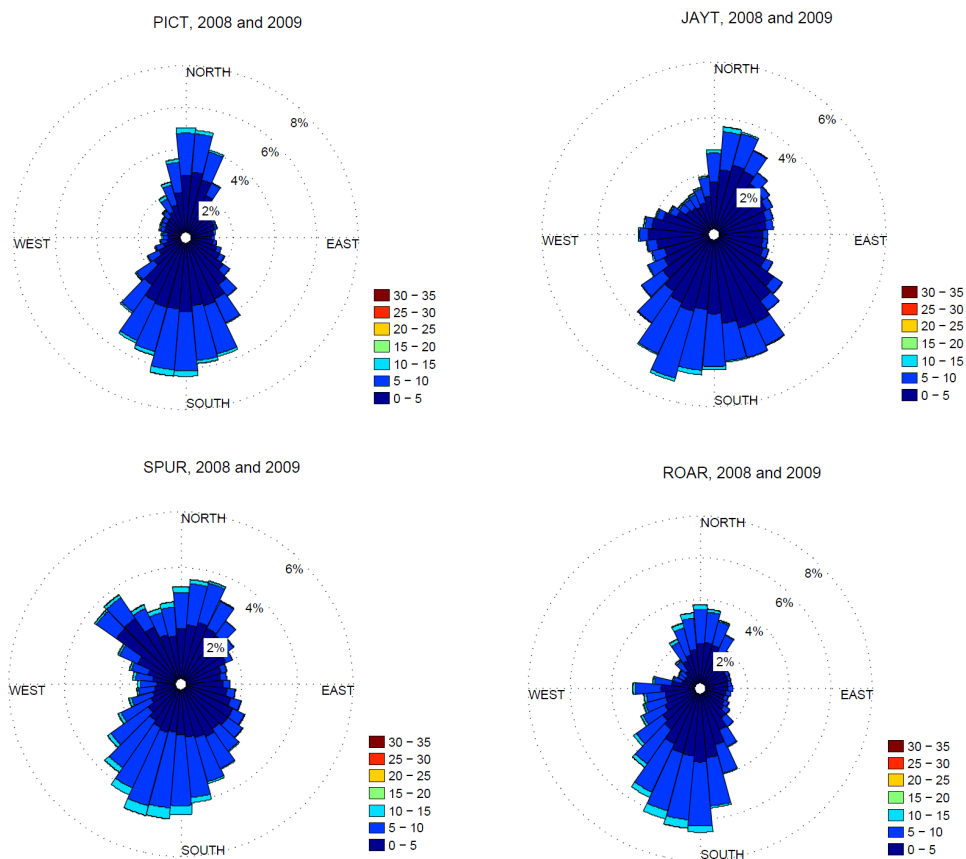 PICT, 2008 and 2009
NORTH
8%
6%
4%
2%
WEST
EAST
SOUTH
30 − 35
25 − 30
20 − 25
15 − 20
10 − 15
5 − 10
0 − 5
JAYT, 2008 and 2009
NORTH
6%
4%
2%
WEST
EAST
SOUTH
30 − 35
25 − 30
20 − 25
15 − 20
10 − 15
5 − 10
0 − 5
SPUR, 2008 and 2009
NORTH
6%
4%
2%
WEST
EAST
SOUTH
30 − 35
25 − 30
20 − 25
15 − 20
10 − 15
5 − 10
0 − 5
ROAR, 2008 and 2009
NORTH
8%
6%
4%
2%
WEST
EAST
SOUTH
30 − 35
25 − 30
20 − 25
15 − 20
10 − 15
5 − 10
0 − 5